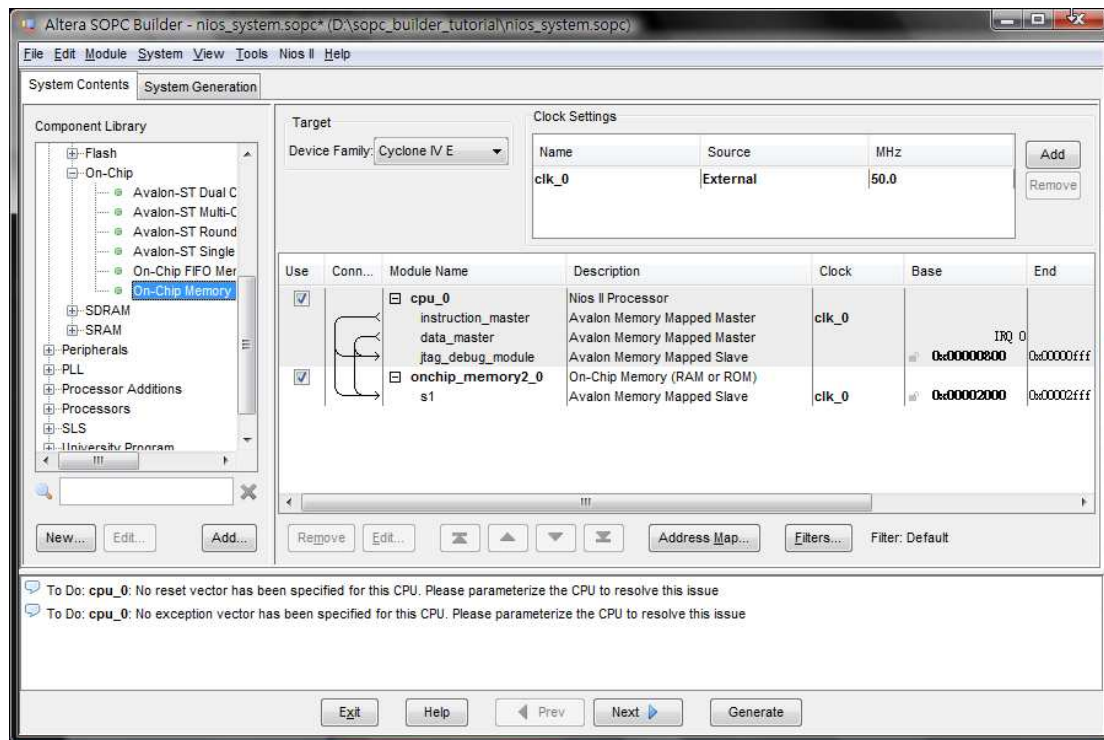 Altera SOPC Builder - nios_system.sopc* (D:\sopc_builder_tutorial\nios_system.sopc)
File Edit Module System View Tools Nios II Help
System Contents System Generation
Component Library
Flash
On-Chip
Avalon-ST Dual C
Avalon-ST Multi-C
Avalon-ST Round
Avalon-ST Single
On-Chip FIFO Mer
On-Chip Memory
SDRAM
SRAM
Peripherals
PLL
Processor Additions
Processors
SLS
University Program
New... Edit... Add...
Target
Device Family: Cyclone IV E
Clock Settings
Name Source MHz
clk_0 External 50.0
Add
Remove
Use Conn... Module Name Description Clock Base End
cpu_0 Nios II Processor
instruction_master Avalon Memory Mapped Master clk_0
data_master Avalon Memory Mapped Master IRQ 0
jtag_debug_module Avalon Memory Mapped Slave 0x00000800 0x00000fff
onchip_memory2_0 On-Chip Memory (RAM or ROM)
s1 Avalon Memory Mapped Slave clk_0 0x00002000 0x00002fff
Remove Edit... Address Map... Filters... Filter: Default
To Do: cpu_0: No reset vector has been specified for this CPU. Please parameterize the CPU to resolve this issue
To Do: cpu_0: No exception vector has been specified for this CPU. Please parameterize the CPU to resolve this issue
Exit Help Prev Next Generate